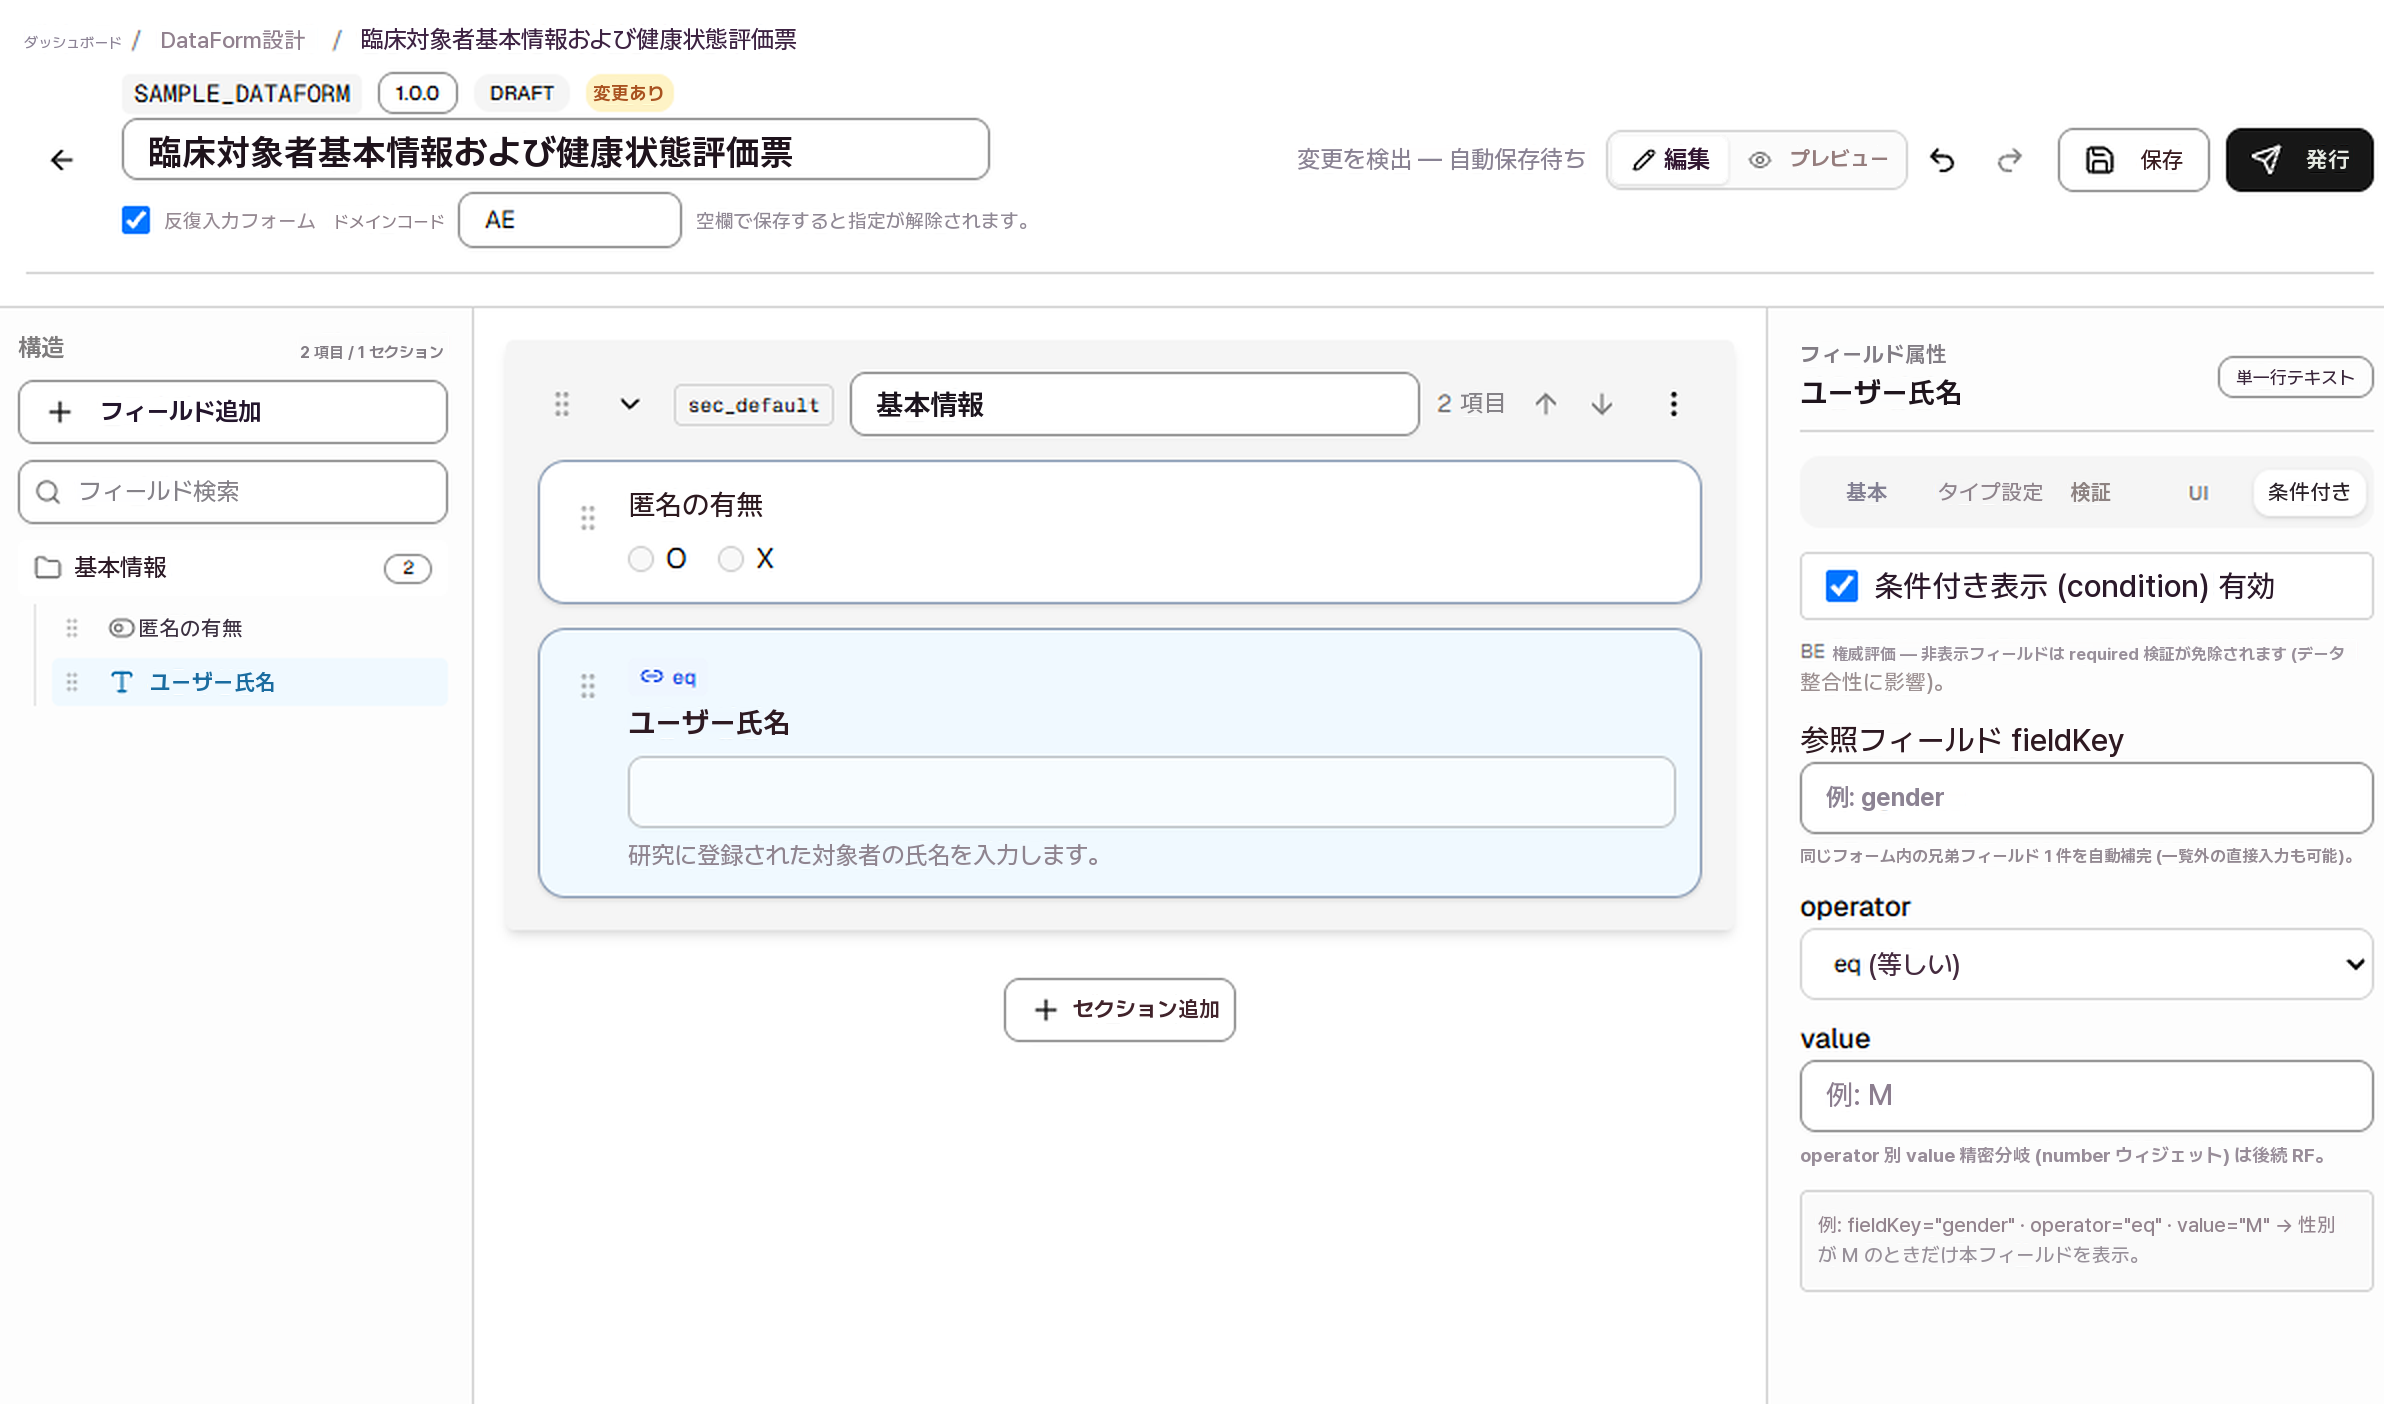 ダッシュボード / DataForm設計 / 臨床対象者基本情報および健康状態評価票
SAMPLE_DATAFORM 1.0.0 DRAFT 変更あり
臨床対象者基本情報および健康状態評価票
変更を検出 — 自動保存待ち 編集 プレビュー 保存 発行
反復入力フォーム ドメインコード AE 空欄で保存すると指定が解除されます。
構造 2 項目 / 1 セクション
フィールド追加
フィールド検索
基本情報 2
匿名の有無
ユーザー氏名
sec_default 基本情報 2 項目
匿名の有無
O X
eq
ユーザー氏名
研究に登録された対象者の氏名を入力します。
セクション追加
フィールド属性
ユーザー氏名 単一行テキスト
基本 タイプ設定 検証 UI 条件付き
条件付き表示 (condition) 有効
BE 権威評価 — 非表示フィールドは required 検証が免除されます (データ
整合性に影響)。
参照フィールド fieldKey
例: gender
同じフォーム内の兄弟フィールド 1 件を自動補完 (一覧外の直接入力も可能)。
operator
eq (等しい)
value
例: M
operator 別 value 精密分岐 (number ウィジェット) は後続 RF。
例: fieldKey="gender" · operator="eq" · value="M" → 性別
が M のときだけ本フィールドを表示。